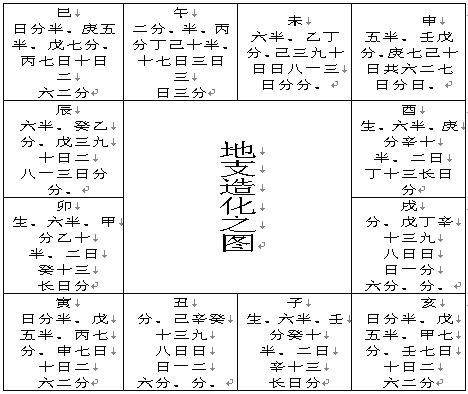 巳
日分半．庚五
半．戊七分．
丙七日十日
二
六二分
午
二分．半．丙
分丁己十半．
十七日三日
三
日三分
未
六半．乙丁
分．己三九十
日日八一三
日分分．
申
五半．壬戊
分．庚七己十
日共六二七
日分日．
辰
六半．癸乙
分．戊三九
十日二
八一三日分
分．
地
支
造
化
之
图
酉
生．六半．庚
分辛十
半．二日
丁十三长日
分
卯
生．六半．甲
分乙十
半．二日
癸十三
长日分
戌
分．戊丁辛
十三九
八日日
日一分
六分．分．
寅
日分半．戊
五半．丙七
分．申七日
十日二
六二分
丑
分．己辛癸
十三九
八日日
日一二
六分．分．
子
生．六半．壬
分癸十
半．二日
辛十三
长日分
亥
日分半．戊
五半．甲七
分．壬七日
十日二
六二分